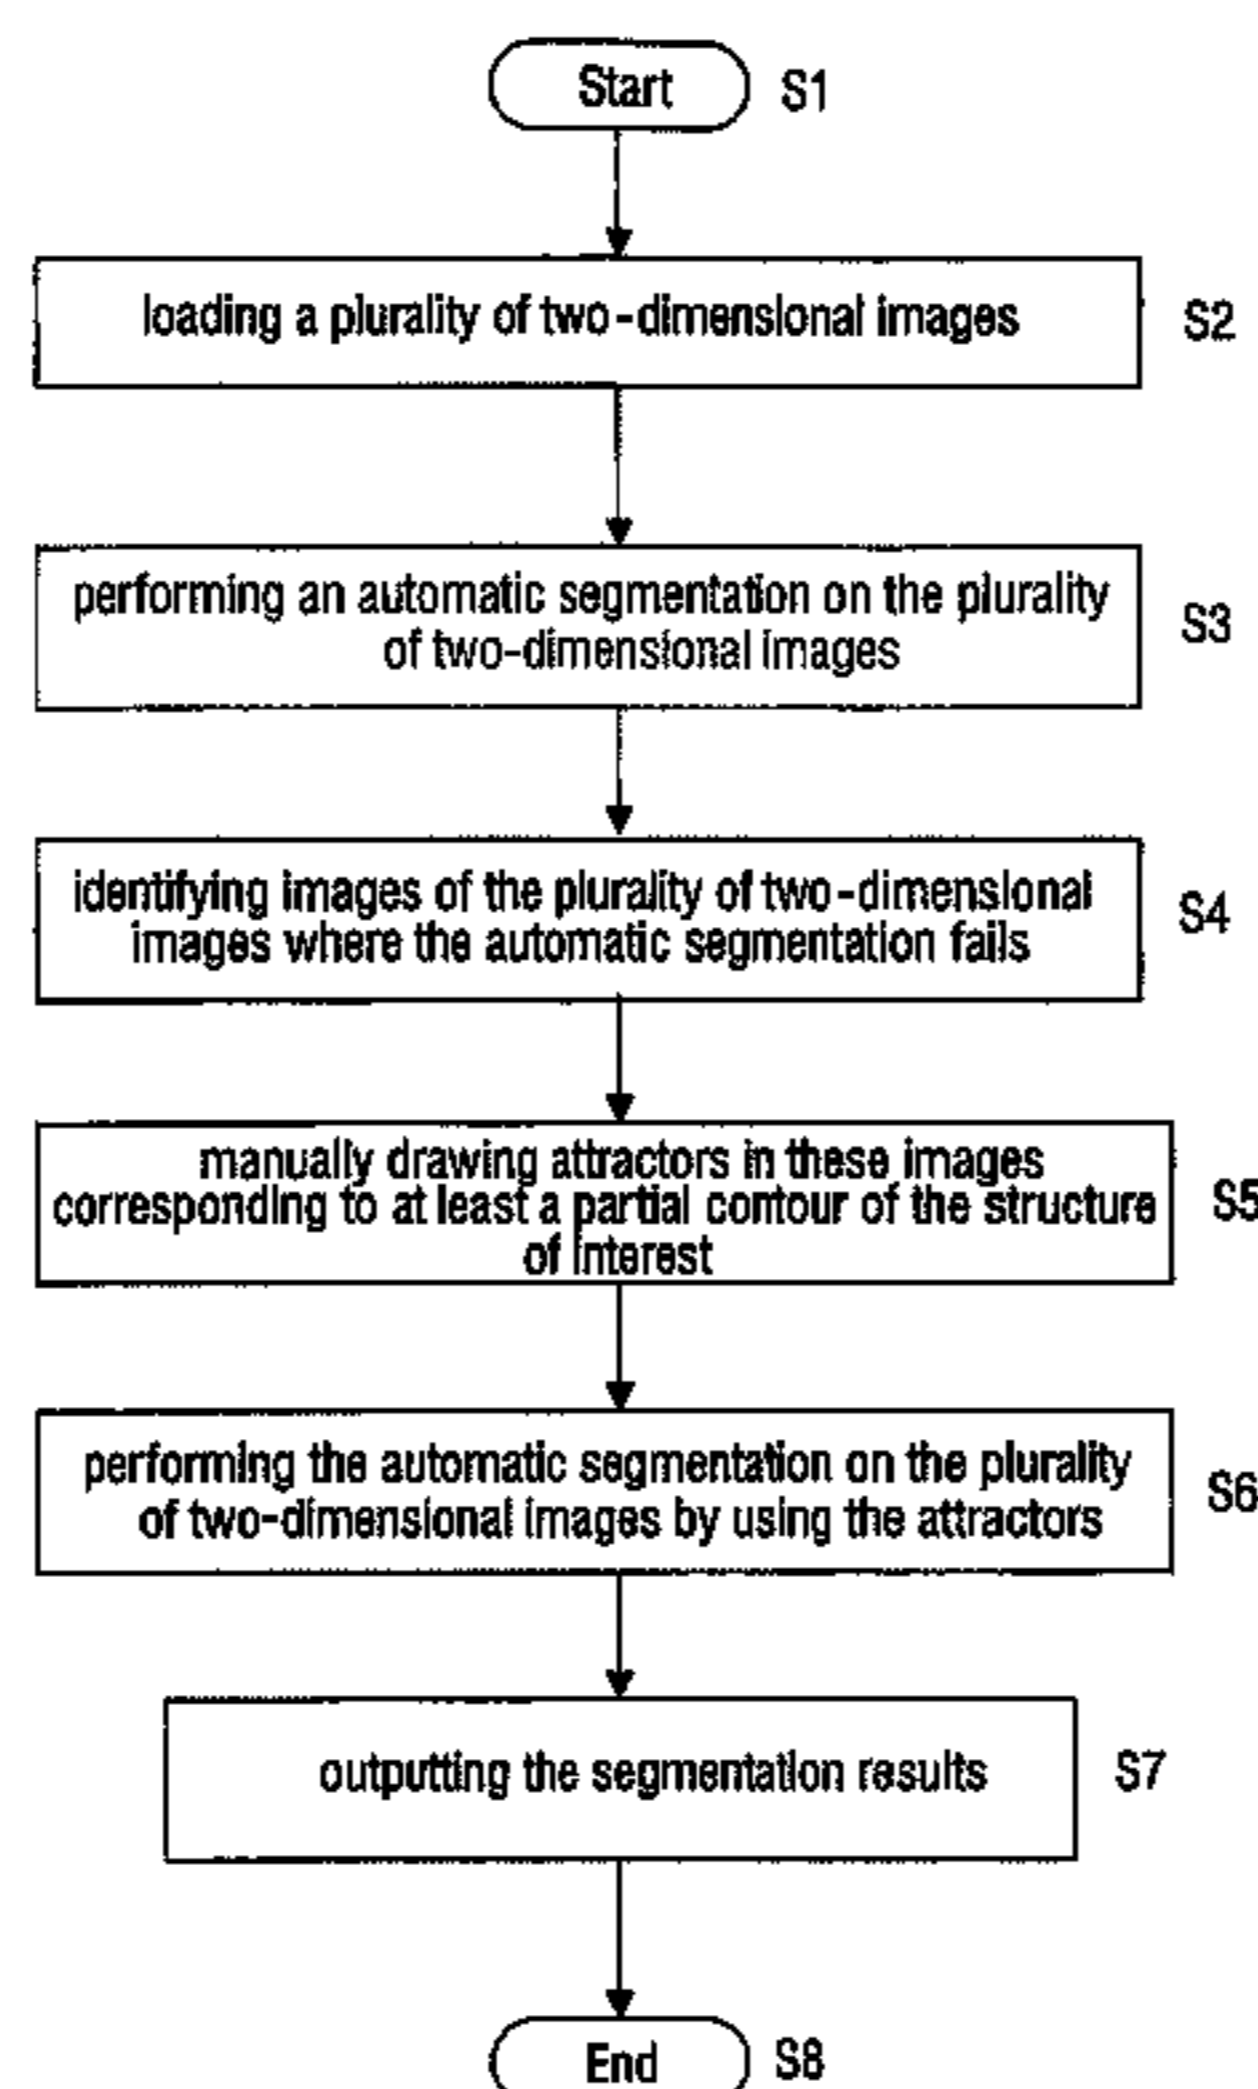 Start S1
loading a plurality of two-dimensional images S2
performing an automatic segmentation on the plurality
of two-dimensional images
S3
identifying images of the plurality of two-dimensional
images where the automatic segmentation fails
S4
manually drawing attractors in these images
corresponding to at least a partial contour of the structure
of interest
S5
performing the automatic segmentation on the plurality
of two-dimensional images by using the attractors
S6
outputting the segmentation results S7
End S8